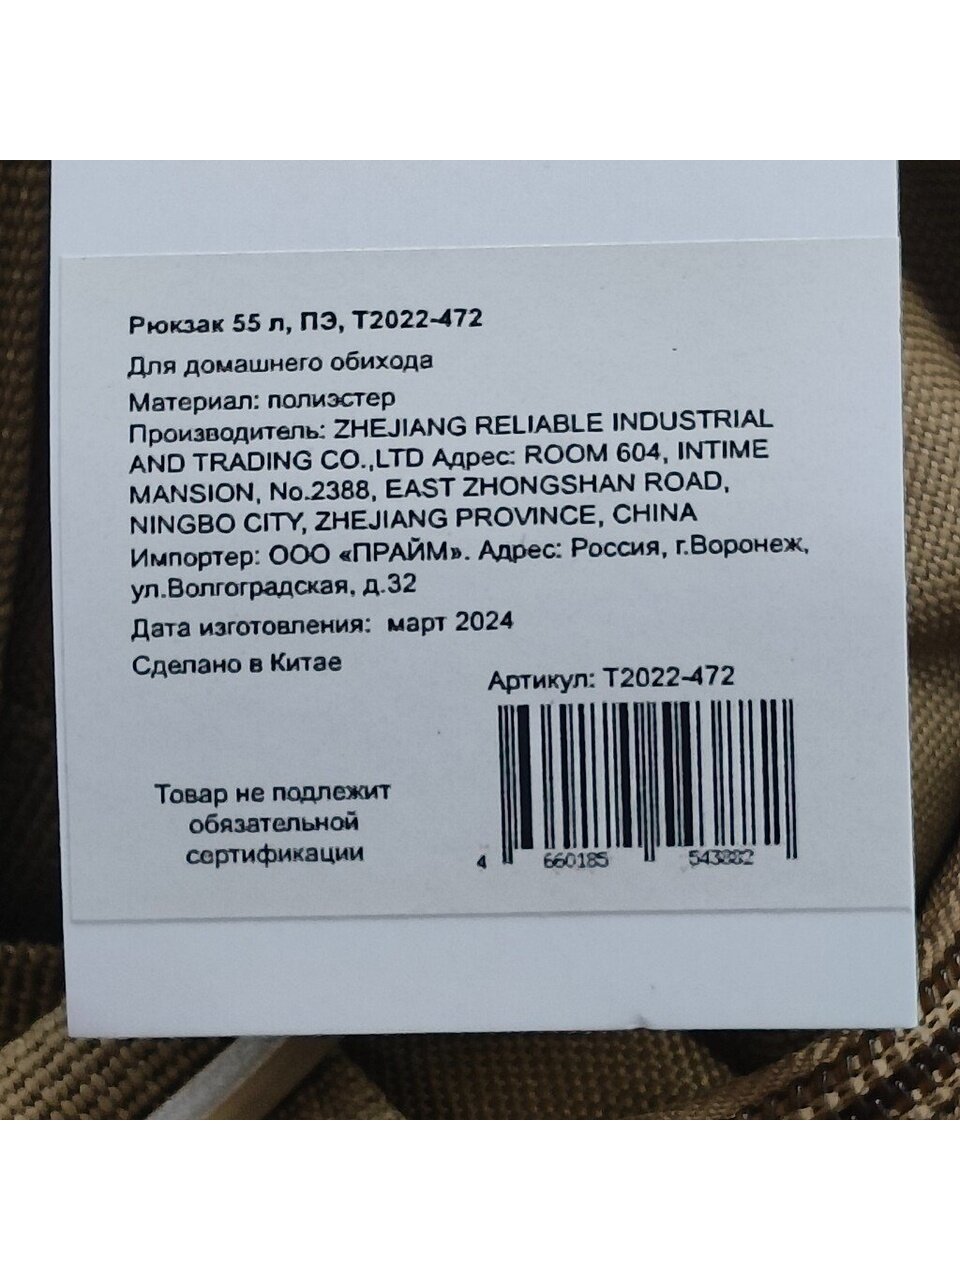 Рюкзак 55 л, ПЭ, Т2022-472
Для домашнего обихода
Материал: полиэстер
Производитель: ZHEJIANG RELIABLE INDUSTRIAL
AND TRADING CO.,LTD Адрес: ROOM 604, INTIME
MANSION, No.2388, EAST ZHONGSHAN ROAD,
NINGBO CITY, ZHEJIANG PROVINCE, CHINA
Импортер: ООО «ПРАЙМ». Адрес: Россия, г.Воронеж,
ул.Волгоградская, д.32
Дата изготовления: март 2024
Сделано в Китае
Артикул: Т2022-472
Товар не подлежит
обязательной
сертификации
4 660185 543882